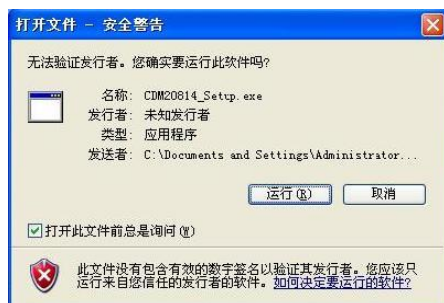 打开文件 - 安全警告
无法验证发行者。您确实要运行此软件吗?
名称: CDM20814_Setup.exe
发行者: 未知发行者
类型: 应用程序
发送者: C:\Documents and Settings\Administrator...
运行(R) 取消
打开此文件前总是询问(W)
此文件没有包含有效的数字签名以验证其发行者。您应该只
运行来自您信任的发行者的软件。如何决定要运行的软件?